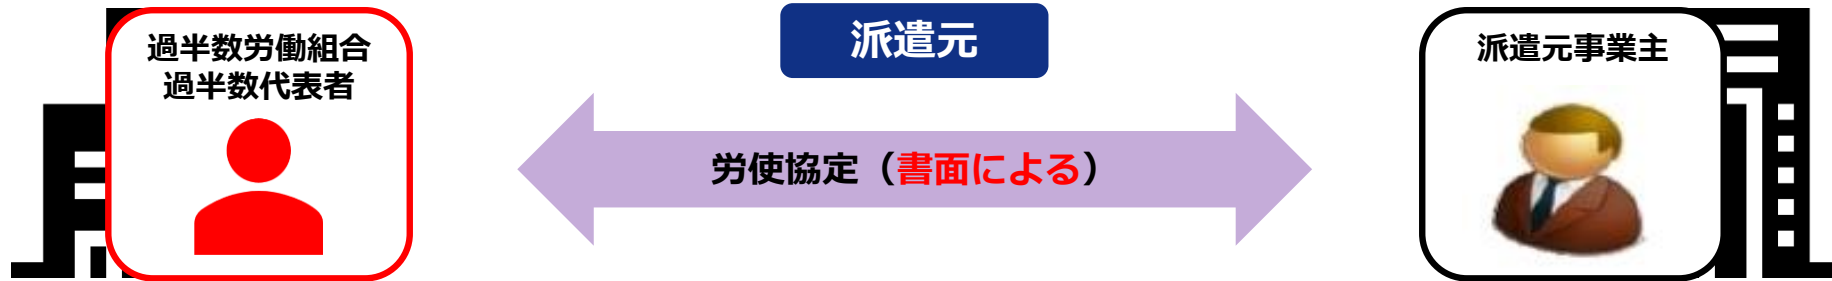 過半数労働組合
過半数代表者
派遣元
労使協定（書面による）
派遣元事業主